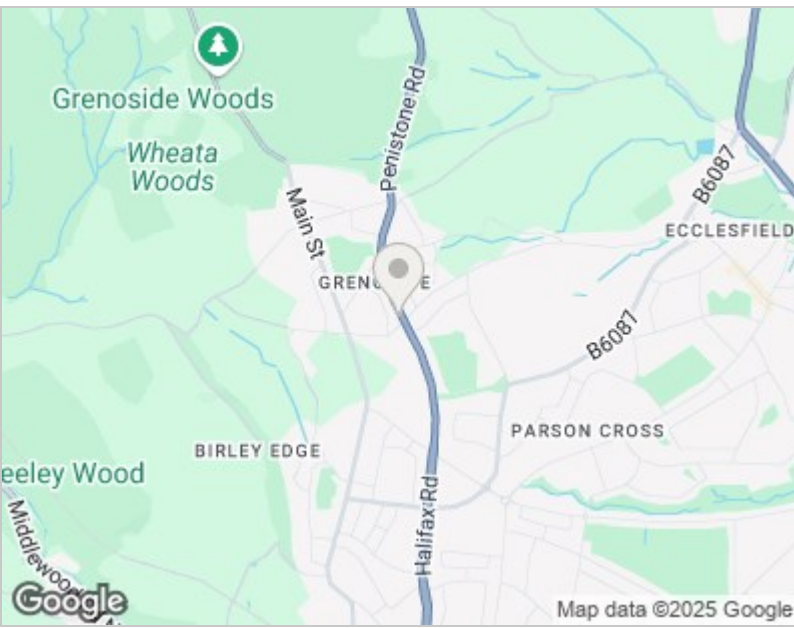 Penistone Rd
Grenoside Woods
Wheata
Woods
B6087
Main St
ECCLESFIELD
GREN
E
B6087
PARSON CROSS
BIRLEY EDGE
eeley Wood
Halifax Rd
Google
Map data ©2025 Google